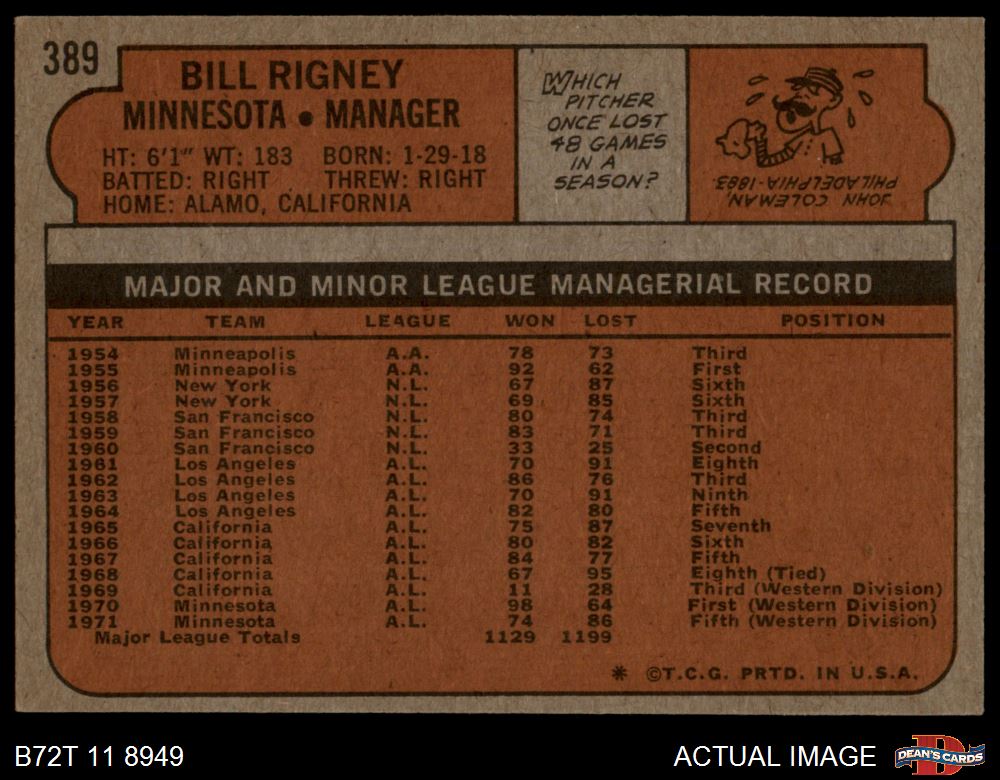 389
BILL RIGNEY
MINNESOTA • MANAGER
HT: 6'1" WT: 183 BORN: 1-29-18
BATTED: RIGHT THREW: RIGHT
HOME: ALAMO, CALIFORNIA
WHICH
PITCHER
ONCE LOST
48 GAMES
IN A
SEASON?
JOHN COLEMAN,
PHILADELPHIA-1883.
MAJOR AND MINOR LEAGUE MANAGERIAL RECORD
YEAR TEAM LEAGUE WON LOST POSITION
1954 Minneapolis A.A. 78 73 Third
1955 Minneapolis A.A. 92 62 First
1956 New York N.L. 67 87 Sixth
1957 New York N.L. 69 85 Sixth
1958 San Francisco N.L. 80 74 Third
1959 San Francisco N.L. 83 71 Third
1960 San Francisco N.L. 33 25 Second
1961 Los Angeles A.L. 70 91 Eighth
1962 Los Angeles A.L. 86 76 Third
1963 Los Angeles A.L. 70 91 Ninth
1964 Los Angeles A.L. 82 80 Fifth
1965 California A.L. 75 87 Seventh
1966 California A.L. 80 82 Sixth
1967 California A.L. 84 77 Fifth
1968 California A.L. 67 95 Eighth (Tied)
1969 California A.L. 11 28 Third (Western Division)
1970 Minnesota A.L. 98 64 First (Western Division)
1971 Minnesota A.L. 74 86 Fifth (Western Division)
Major League Totals 1129 1199
* ©T.C.G. PRTD. IN U.S.A.
B72T 11 8949
ACTUAL IMAGE
D
DEAN'S CARDS